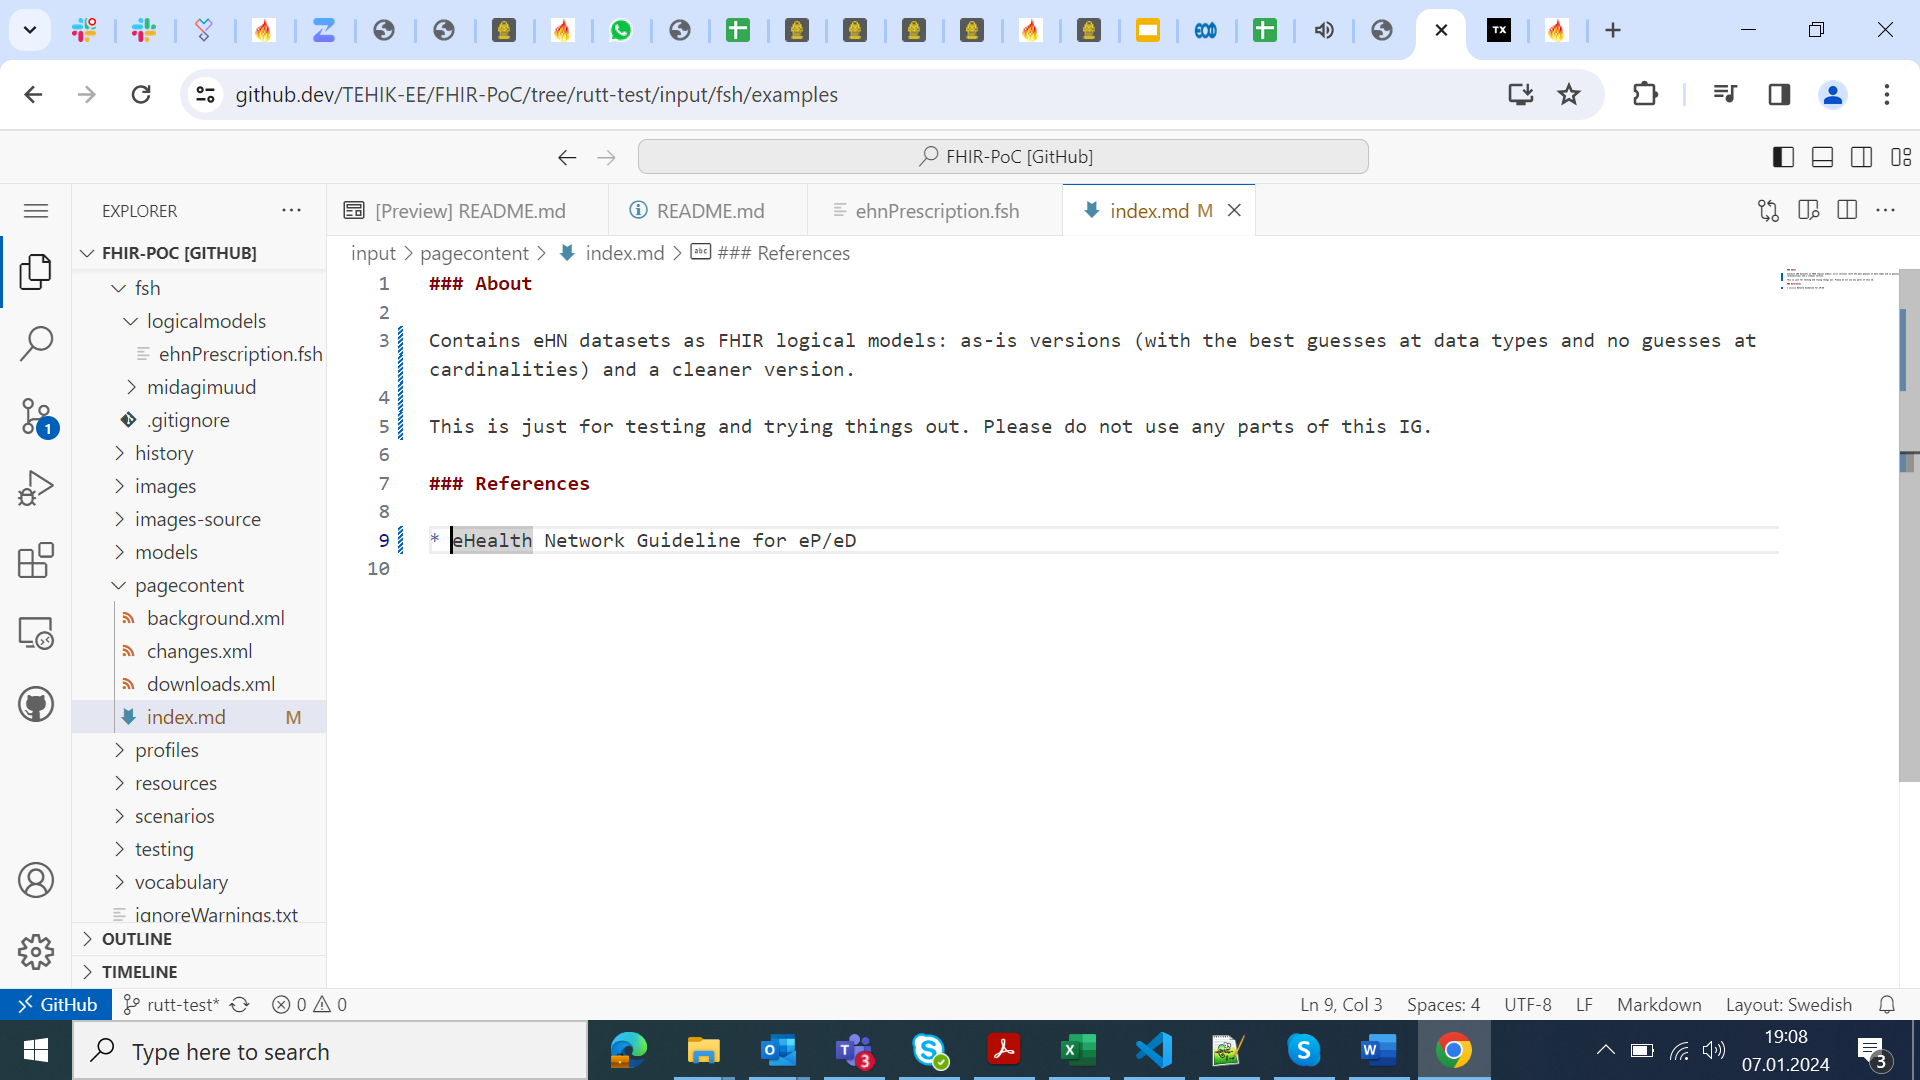 TX
github.dev/TEHIK-EE/FHIR-PoC/tree/rutt-test/input/fsh/examples
FHIR-PoC [GitHub]
EXPLORER
[Preview] README.md
README.md
ehnPrescription.fsh
index.md M
FHIR-POC [GITHUB]
input > pagecontent > index.md > ### References
fsh
logicalmodels
ehnPrescription.fsh
midagimuud
.gitignore
history
images
images-source
models
pagecontent
background.xml
changes.xml
downloads.xml
index.md M
profiles
resources
scenarios
testing
vocabulary
ignoreWarnings.txt
OUTLINE
TIMELINE
1 ### About
2
3 Contains eHN datasets as FHIR logical models: as-is versions (with the best guesses at data types and no guesses at
cardinalities) and a cleaner version.
4
5 This is just for testing and trying things out. Please do not use any parts of this IG.
6
7 ### References
8
9 * eHealth Network Guideline for eP/eD
10
1
GitHub
rutt-test*
0 0
Ln 9, Col 3
Spaces: 4
UTF-8
LF
Markdown
Layout: Swedish
Type here to search
3
19:08
07.01.2024
3